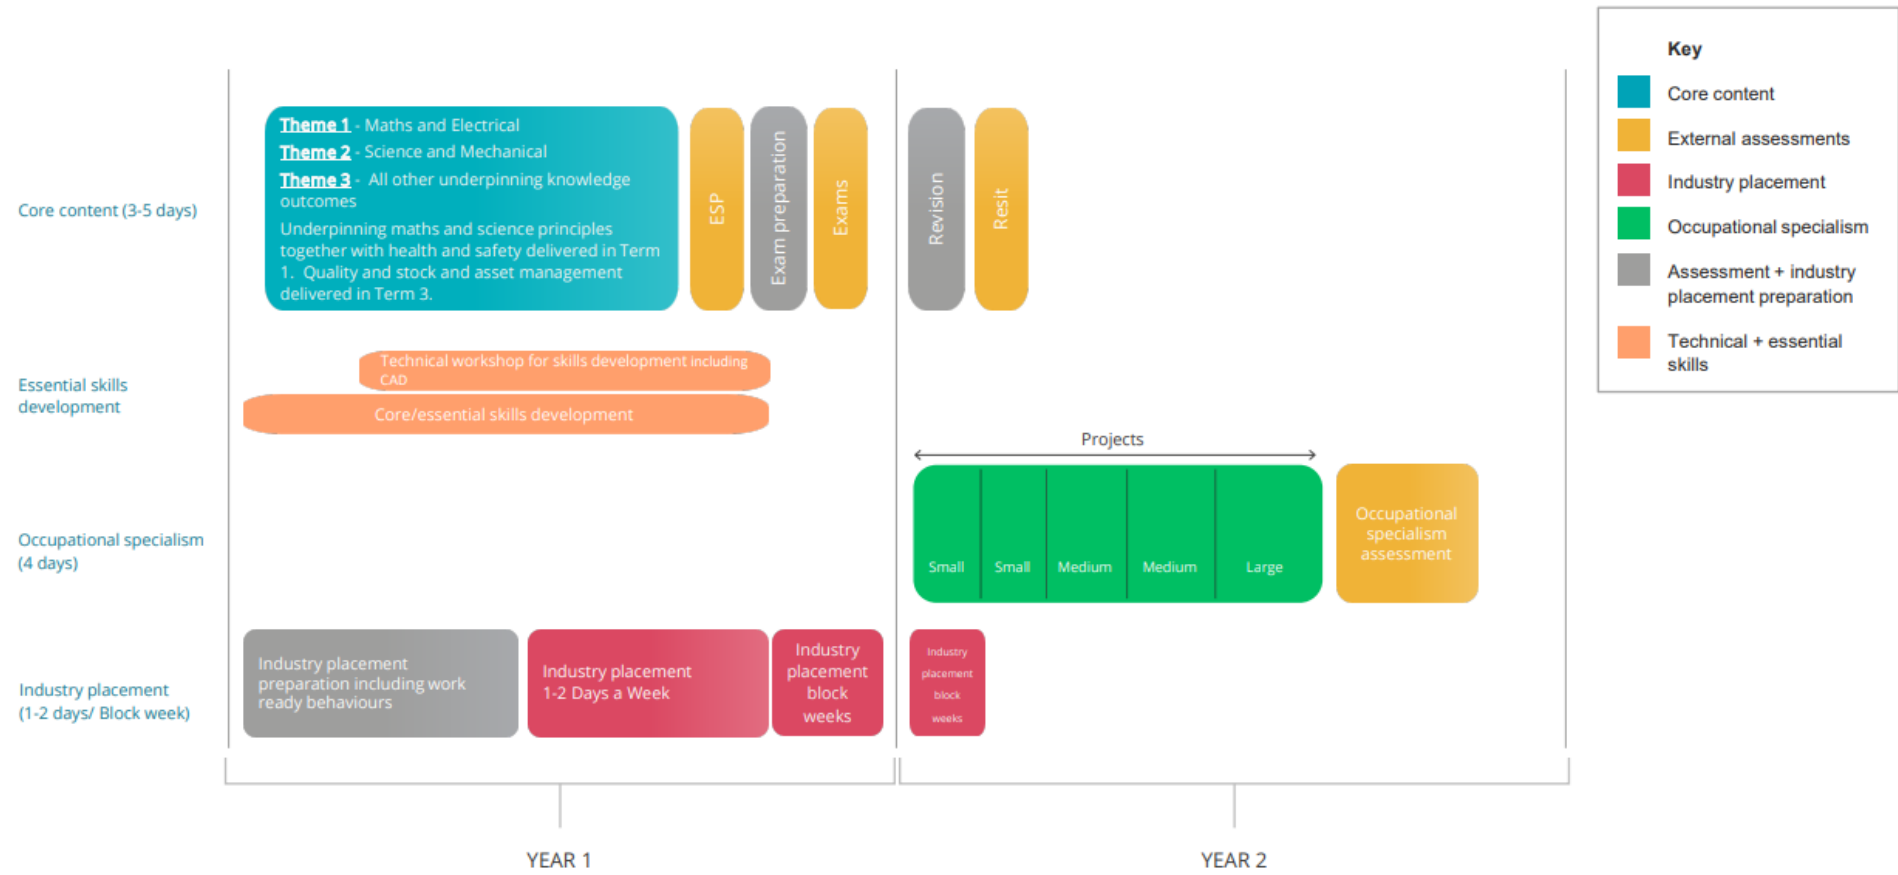 Key
Core content
External assessments
Industry placement
Occupational specialism
Assessment + industry
placement preparation
Technical + essential
skills
Core content (3-5 days)
Theme 1 - Maths and Electrical
Theme 2 - Science and Mechanical
Theme 3 - All other underpinning knowledge
outcomes
Underpinning maths and science principles
together with health and safety delivered in Term
1. Quality and stock and asset management
delivered in Term 3.
ESP
Exam preparation
Exams
Revision
Resit
Essential skills
development
Technical workshop for skills development including
CAD
Core/essential skills development
Projects
Occupational specialism
(4 days)
Small
Small
Medium
Medium
Large
Occupational
specialism
assessment
Industry placement
(1-2 days/ Block week)
Industry placement
preparation including work
ready behaviours
Industry placement
1-2 Days a Week
Industry
placement
block
weeks
Industry
placement
block
weeks
YEAR 1
YEAR 2